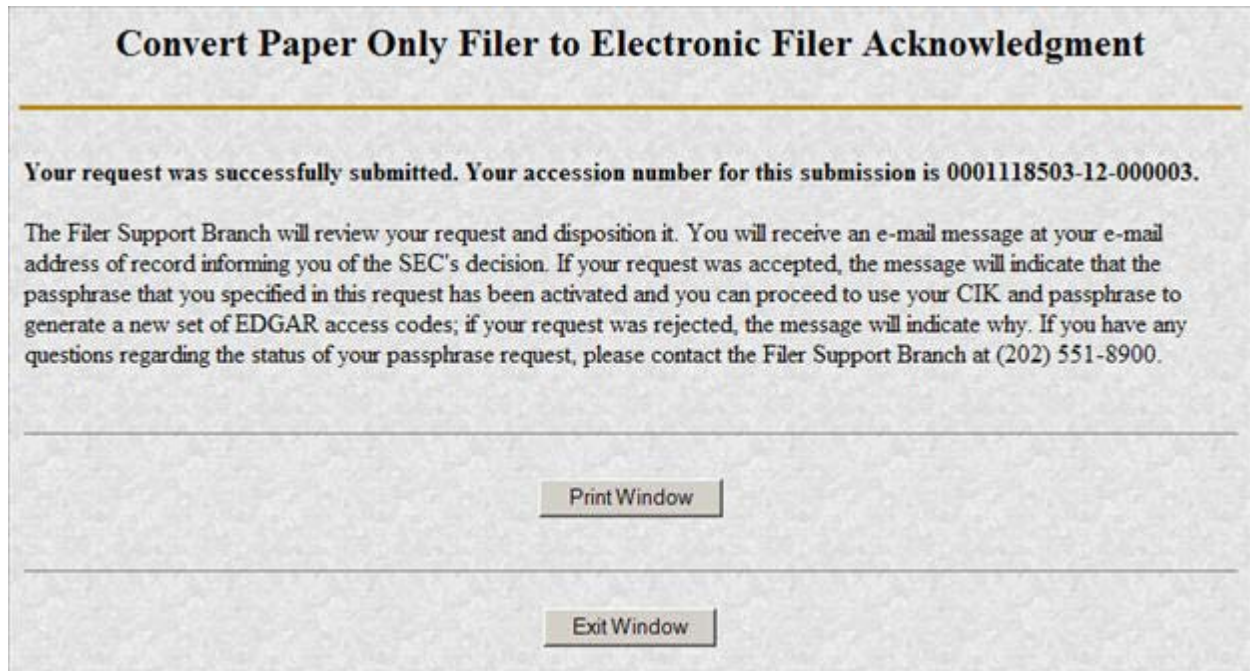 Convert Paper Only Filer to Electronic Filer Acknowledgment
Your request was successfully submitted. Your accession number for this submission is 0001118503-12-000003.
The Filer Support Branch will review your request and disposition it. You will receive an e-mail message at your e-mail
address of record informing you of the SEC's decision. If your request was accepted, the message will indicate that the
passphrase that you specified in this request has been activated and you can proceed to use your CIK and passphrase to
generate a new set of EDGAR access codes; if your request was rejected, the message will indicate why. If you have any
questions regarding the status of your passphrase request, please contact the Filer Support Branch at (202) 551-8900.
Print Window
Exit Window